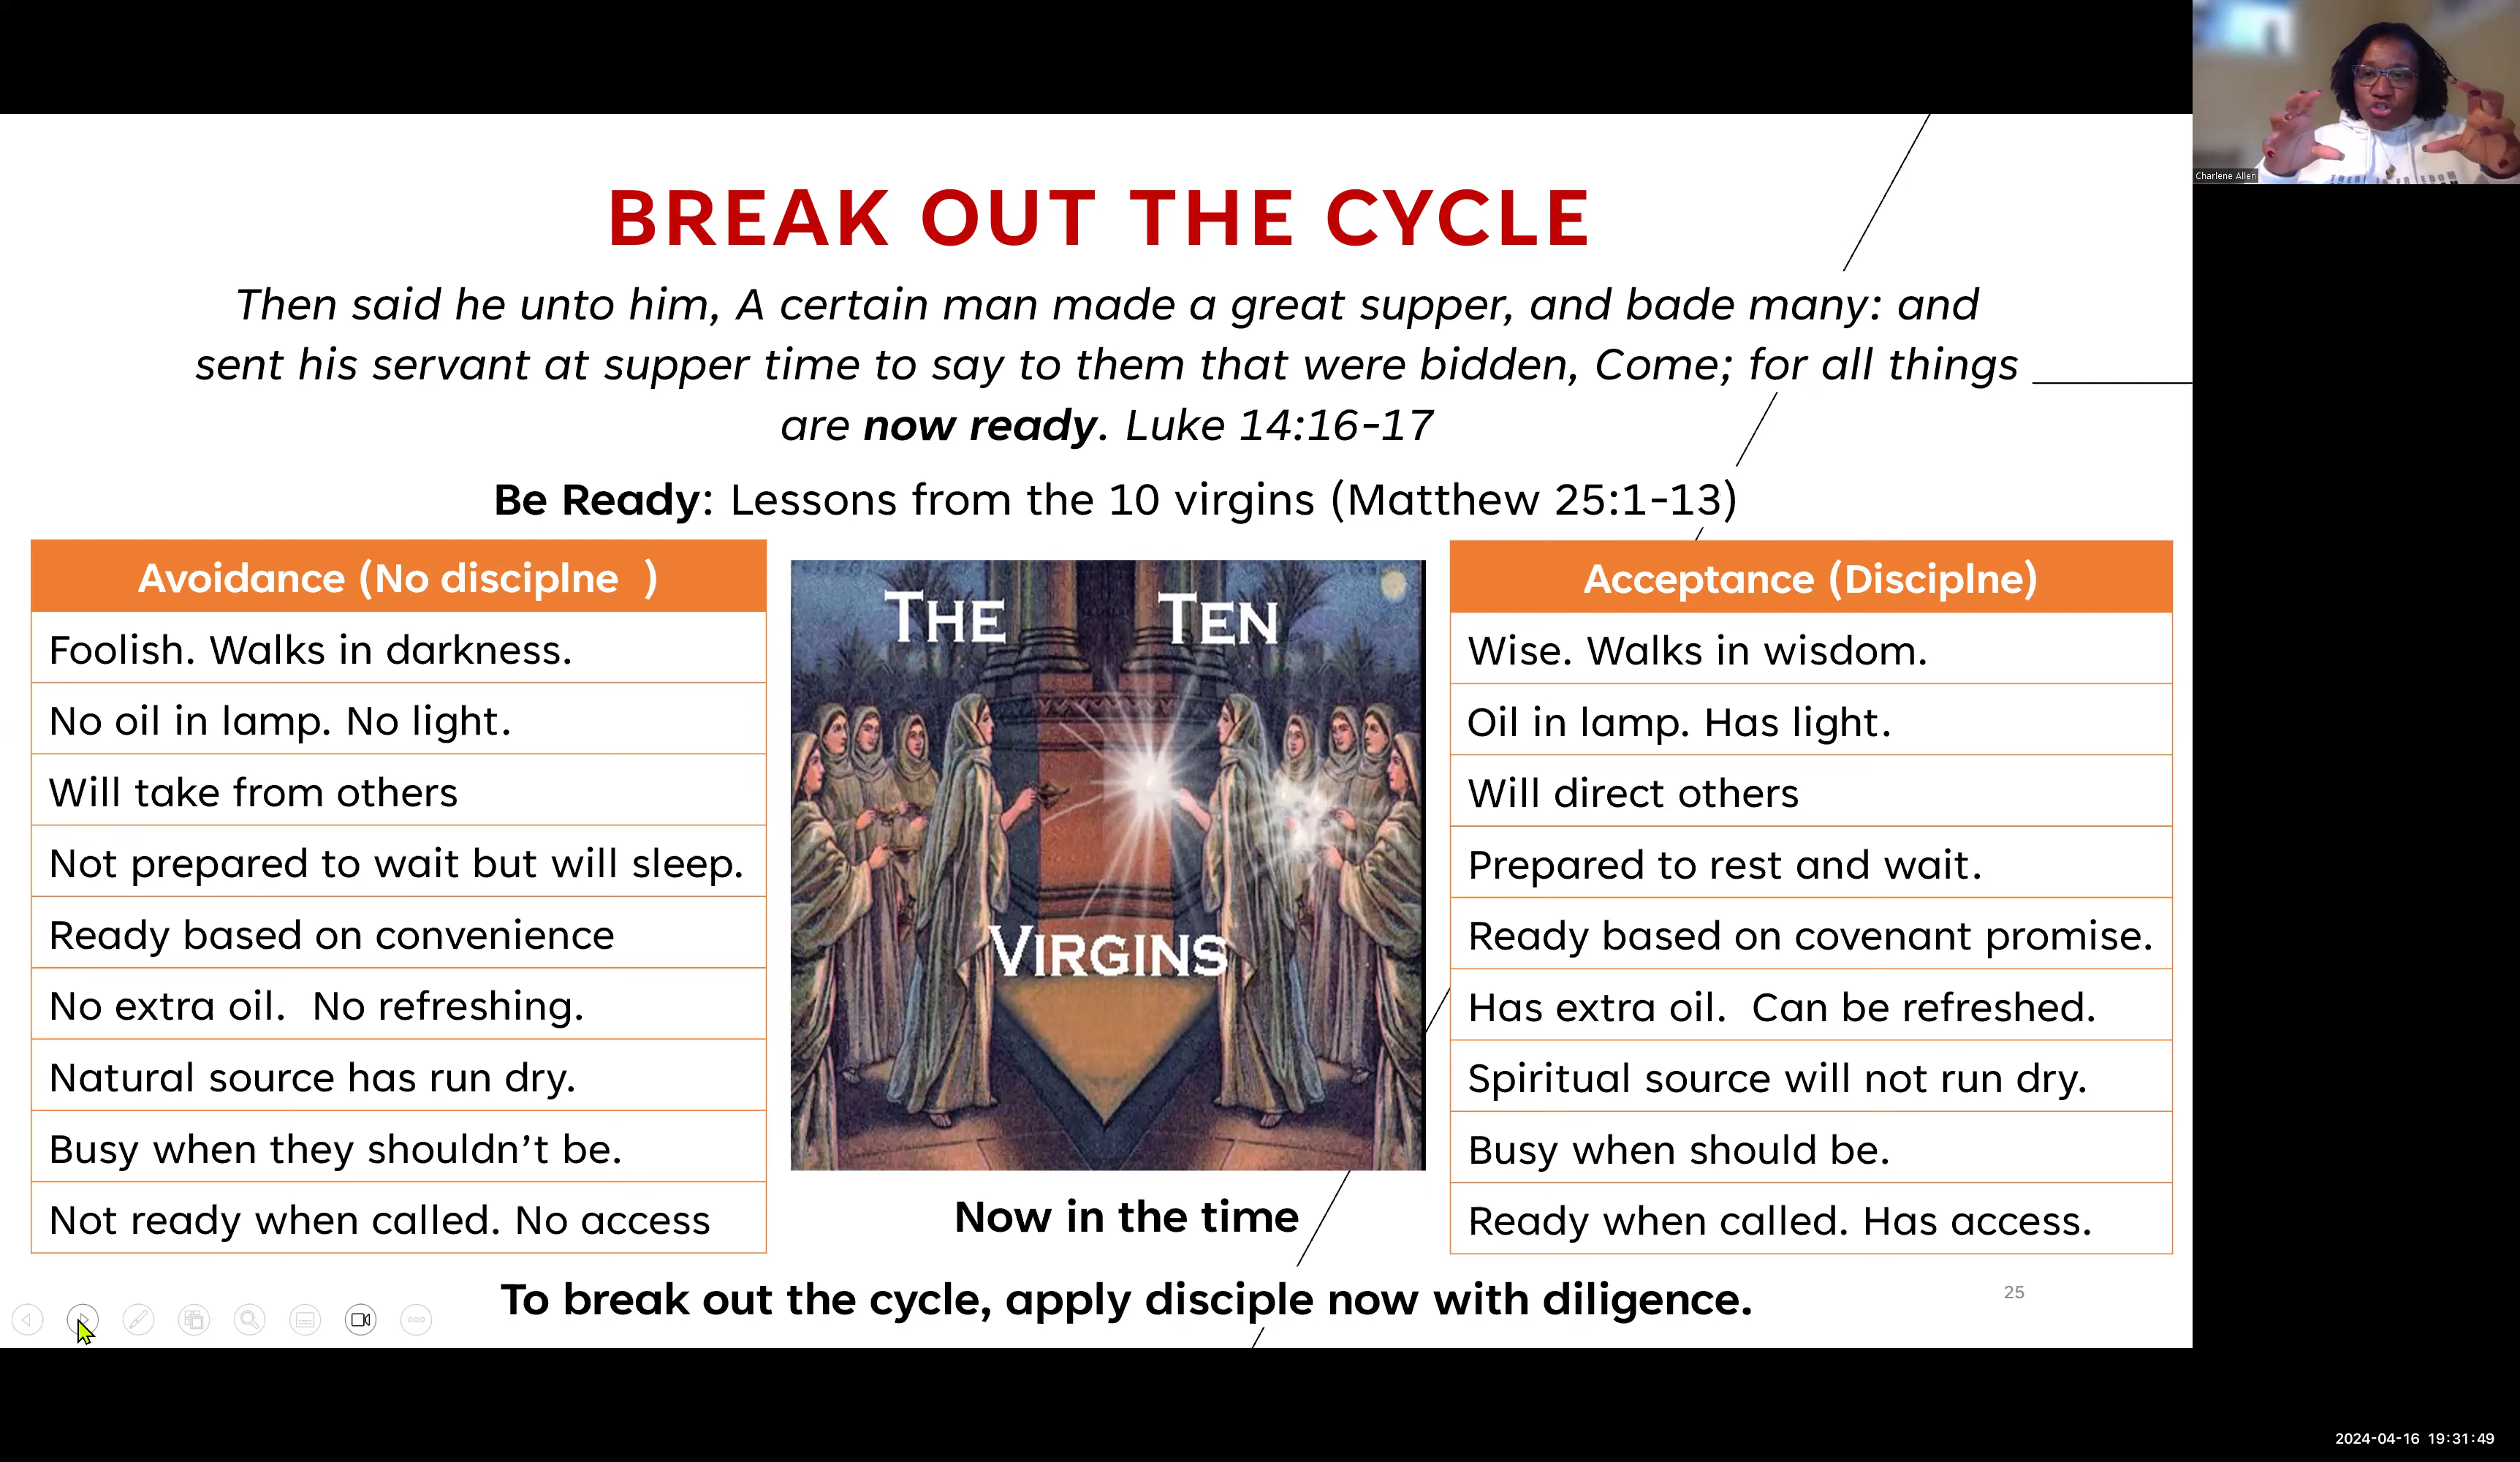 Charlene Allen
BREAK OUT THE CYCLE
Then said he unto him, A certain man made a great supper, and bade many: and
sent his servant at supper time to say to them that were bidden, Come; for all things
are now ready. Luke 14:16-17
Be Ready: Lessons from the 10 virgins (Matthew 25:1-13)
Avoidance (No disciplne )
Foolish. Walks in darkness.
No oil in lamp. No light.
Will take from others
Not prepared to wait but will sleep.
Ready based on convenience
No extra oil. No refreshing.
Natural source has run dry.
Busy when they shouldn't be.
Not ready when called. No access
THE TEN
VIRGINS
Now in the time
Acceptance (Disciplne)
Wise. Walks in wisdom.
Oil in lamp. Has light.
Will direct others
Prepared to rest and wait.
Ready based on covenant promise.
Has extra oil. Can be refreshed.
Spiritual source will not run dry.
Busy when should be.
Ready when called. Has access.
To break out the cycle, apply disciple now with diligence.
25
2024-04-16 19:31:49